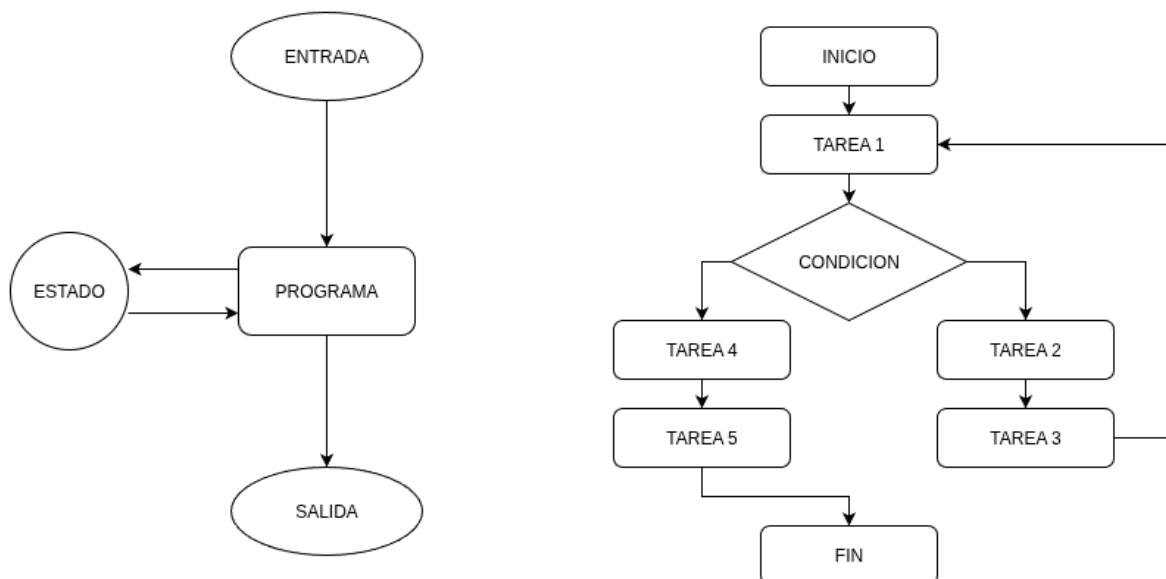 ENTRADA
ESTADO
PROGRAMA
SALIDA
INICIO
TAREA 1
CONDICION
TAREA 4
TAREA 2
TAREA 5
TAREA 3
FIN